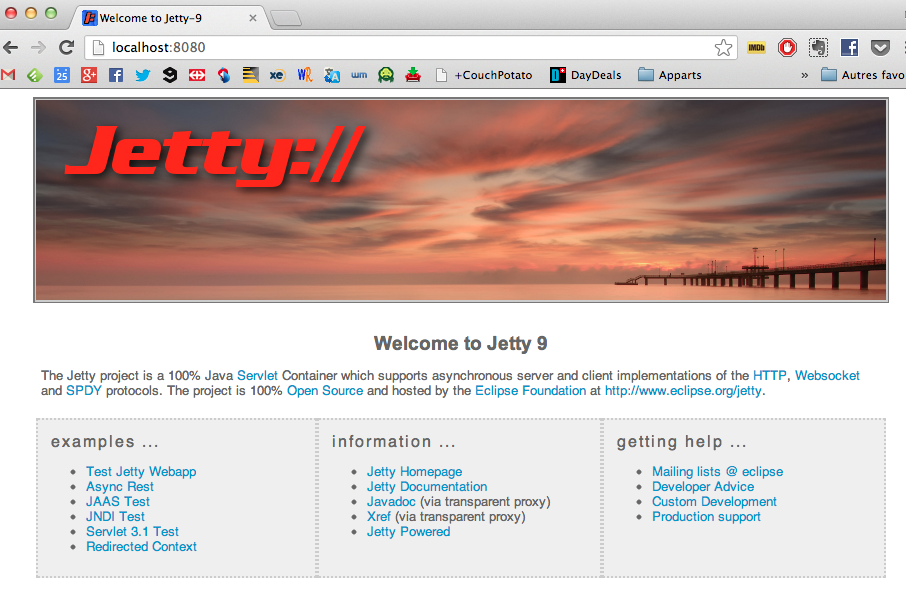 Welcome to Jetty-9
localhost:8080
IMDb
25
+CouchPotato
DayDeals
Apparts
»
Autres favo
Jetty://
Welcome to Jetty 9
The Jetty project is a 100% Java Servlet Container which supports asynchronous server and client implementations of the HTTP, Websocket
and SPDY protocols. The project is 100% Open Source and hosted by the Eclipse Foundation at http://www.eclipse.org/jetty.
examples ...
Test Jetty Webapp
Async Rest
JAAS Test
JNDI Test
Servlet 3.1 Test
Redirected Context
information ...
Jetty Homepage
Jetty Documentation
Javadoc (via transparent proxy)
Xref (via transparent proxy)
Jetty Powered
getting help ...
Mailing lists @ eclipse
Developer Advice
Custom Development
Production support